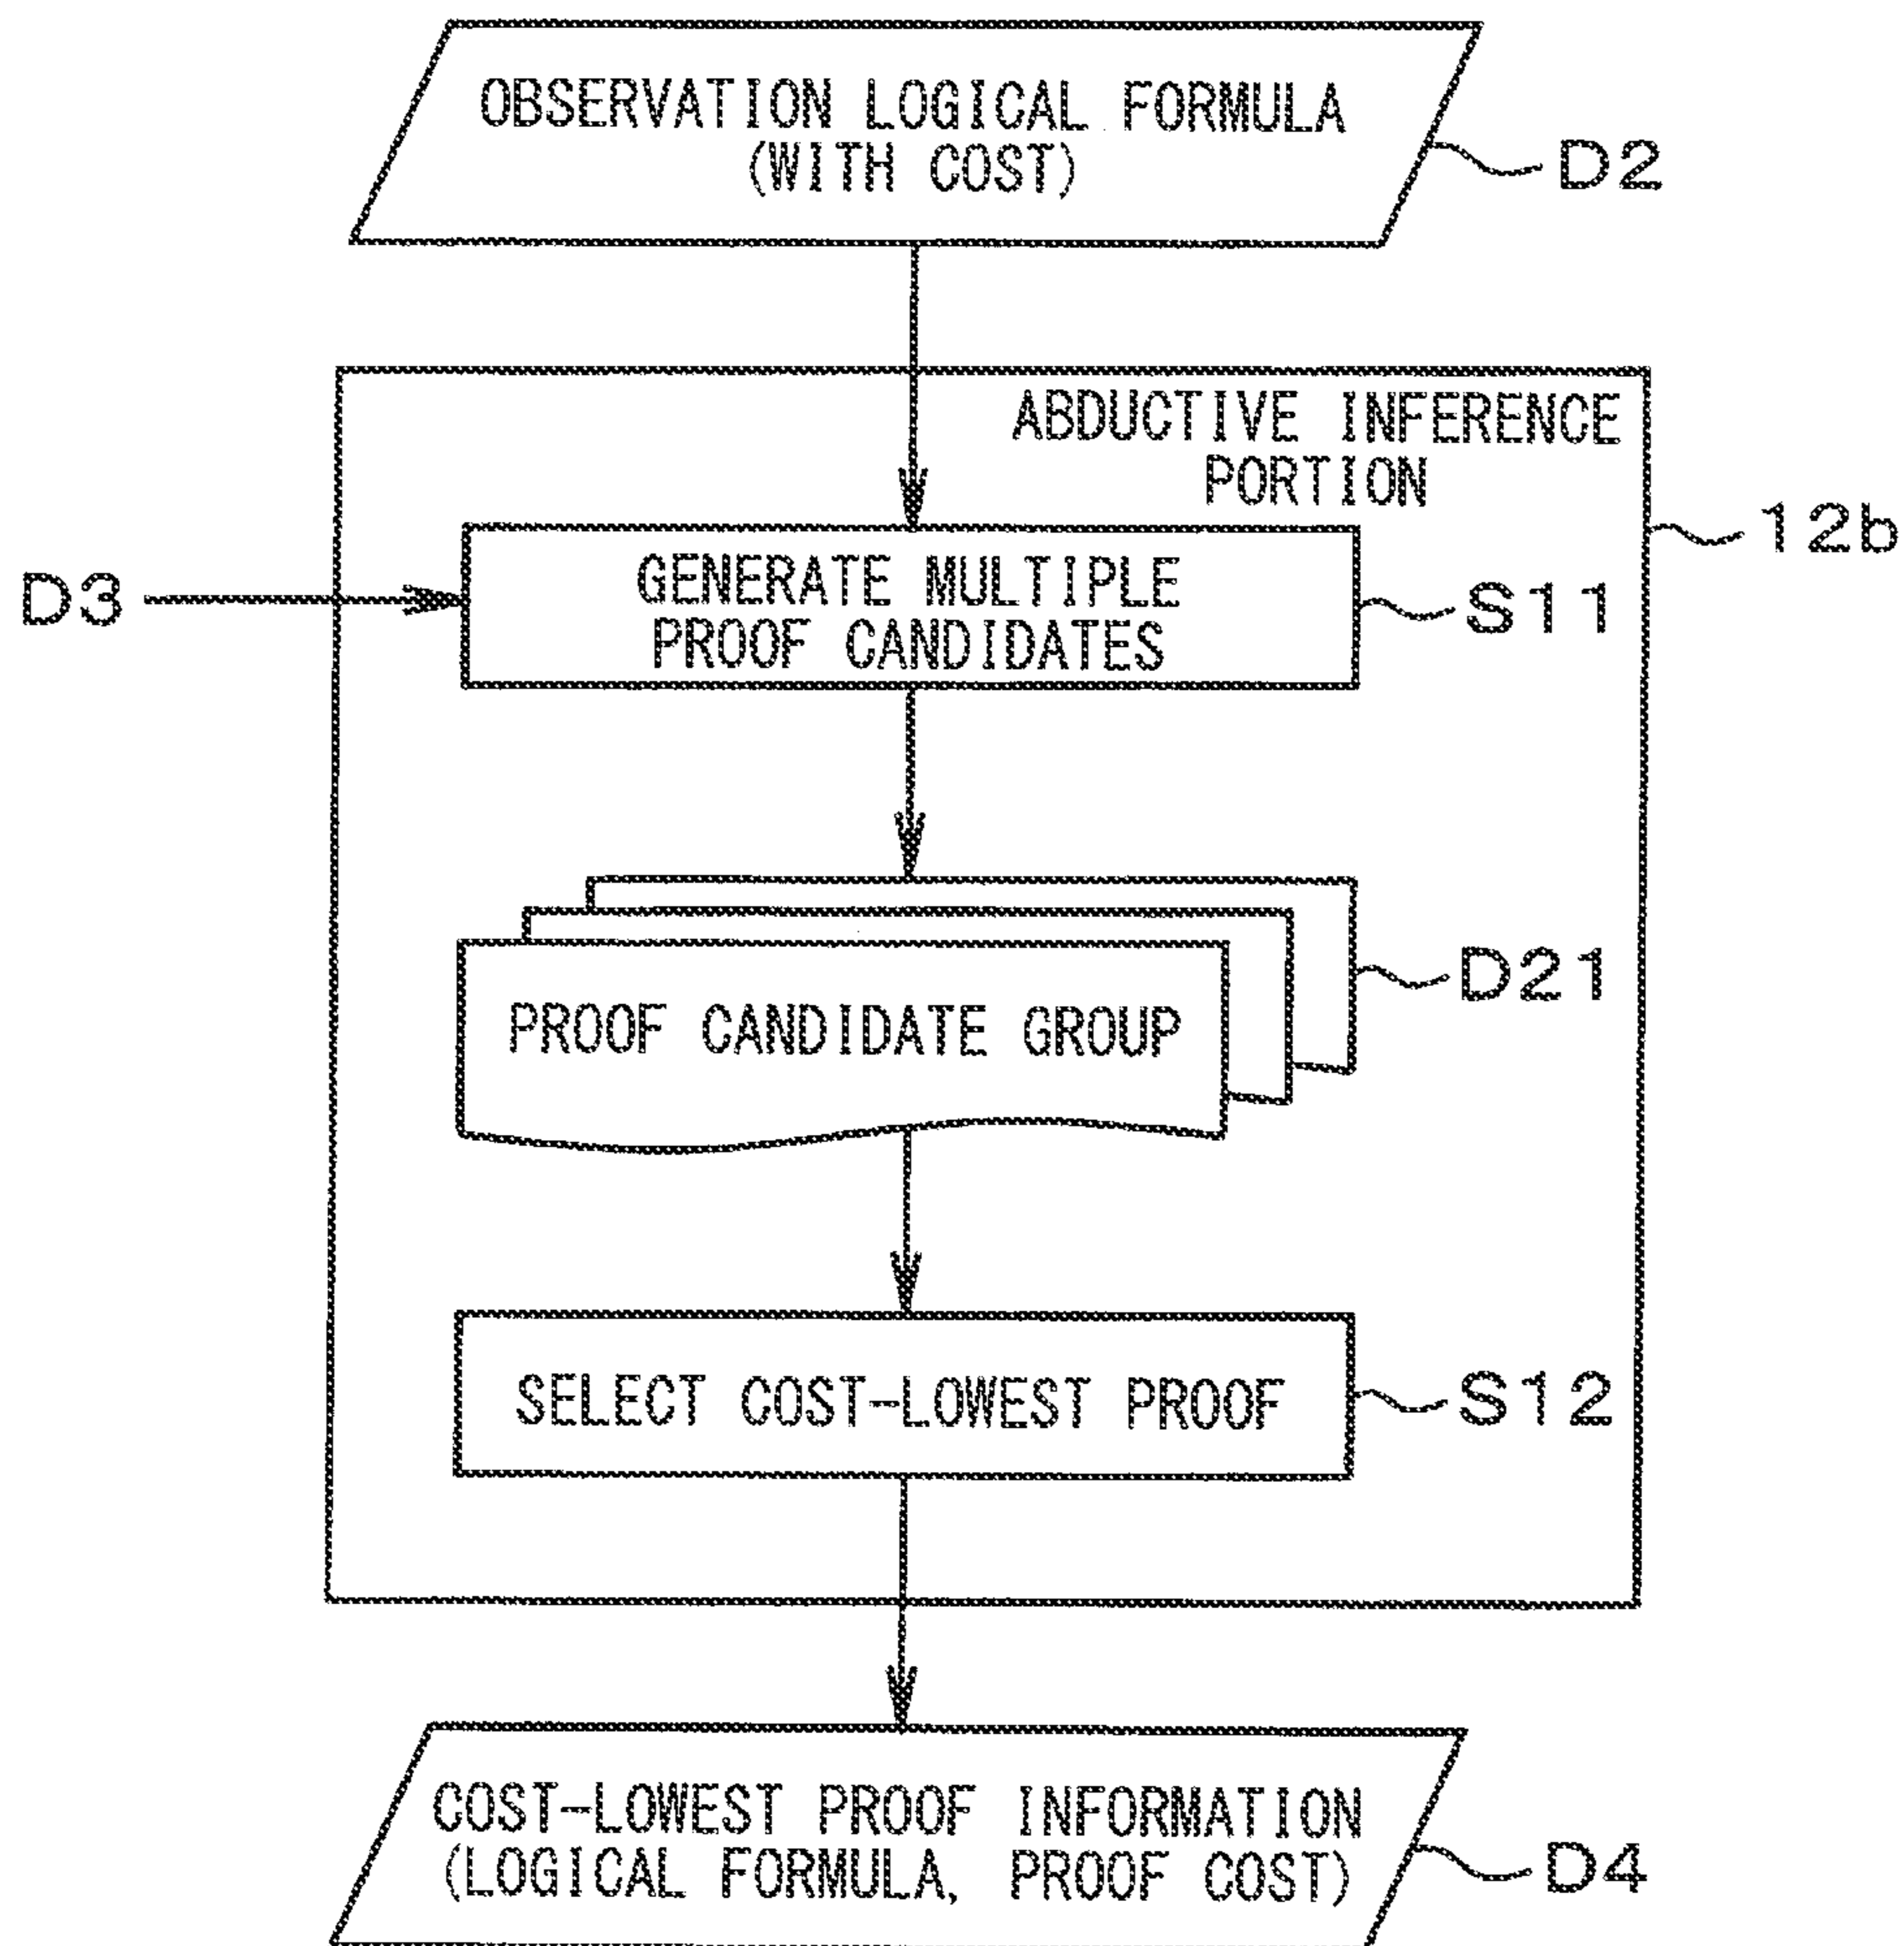 OBSERVATION LOGICAL FORMULA
(WITH COST)
D2
ABDUCTIVE INFERENCE
PORTION
12b
D3
GENERATE MULTIPLE
PROOF CANDIDATES
S11
D21
PROOF CANDIDATE GROUP
SELECT COST-LOWEST PROOF
S12
COST-LOWEST PROOF INFORMATION
(LOGICAL FORMULA, PROOF COST)
D4